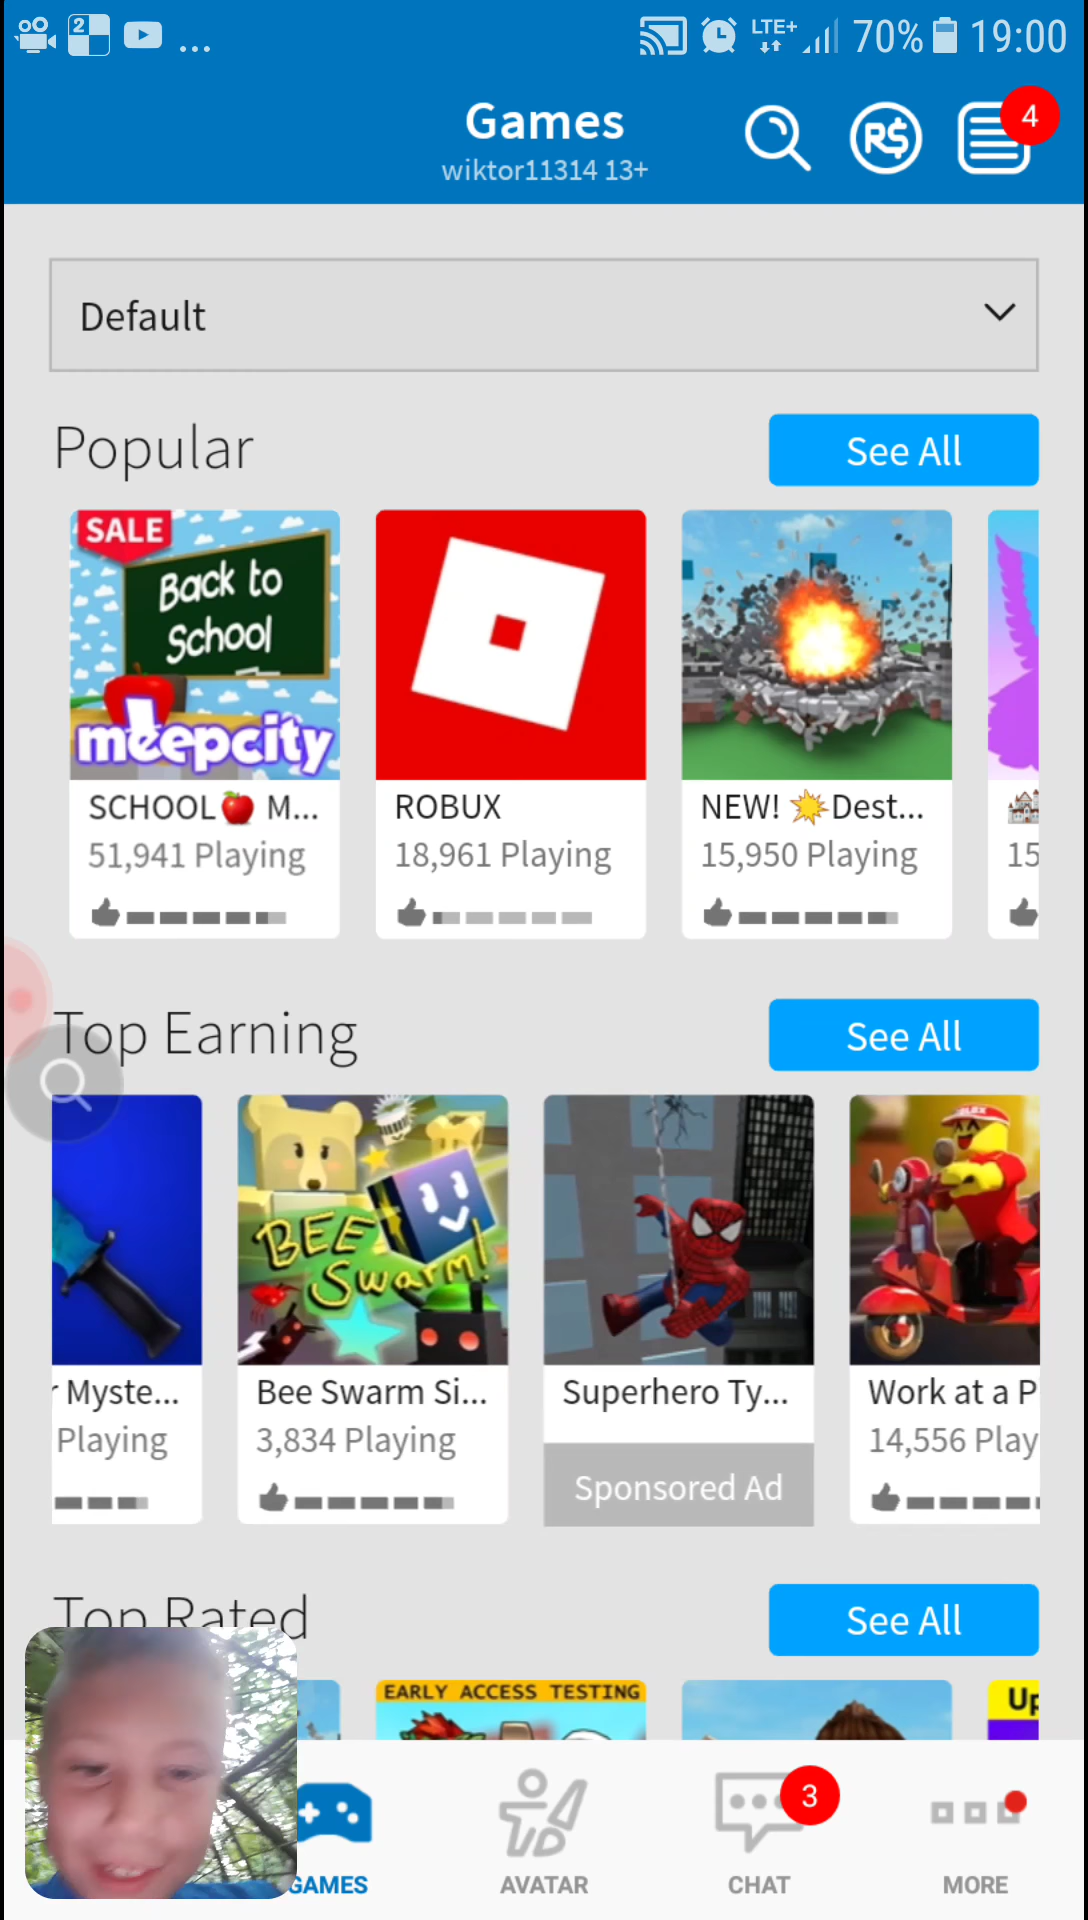 2
...
LTE+
70%
19:00
Games
wiktor11314 13+
R$
4
Default
Popular
See All
SALE
Back to
School
meepcity
SCHOOL🍎 M...
51,941 Playing
ROBUX
18,961 Playing
NEW! 💥Dest...
15,950 Playing
🏰
15
Top Earning
See All
r Myste...
Playing
BEE
Swarm!
Bee Swarm Si...
3,834 Playing
Superhero Ty...
Sponsored Ad
Work at a P
14,556 Play
Top Rated
See All
EARLY ACCESS TESTING
Up
GAMES
AVATAR
3
CHAT
MORE